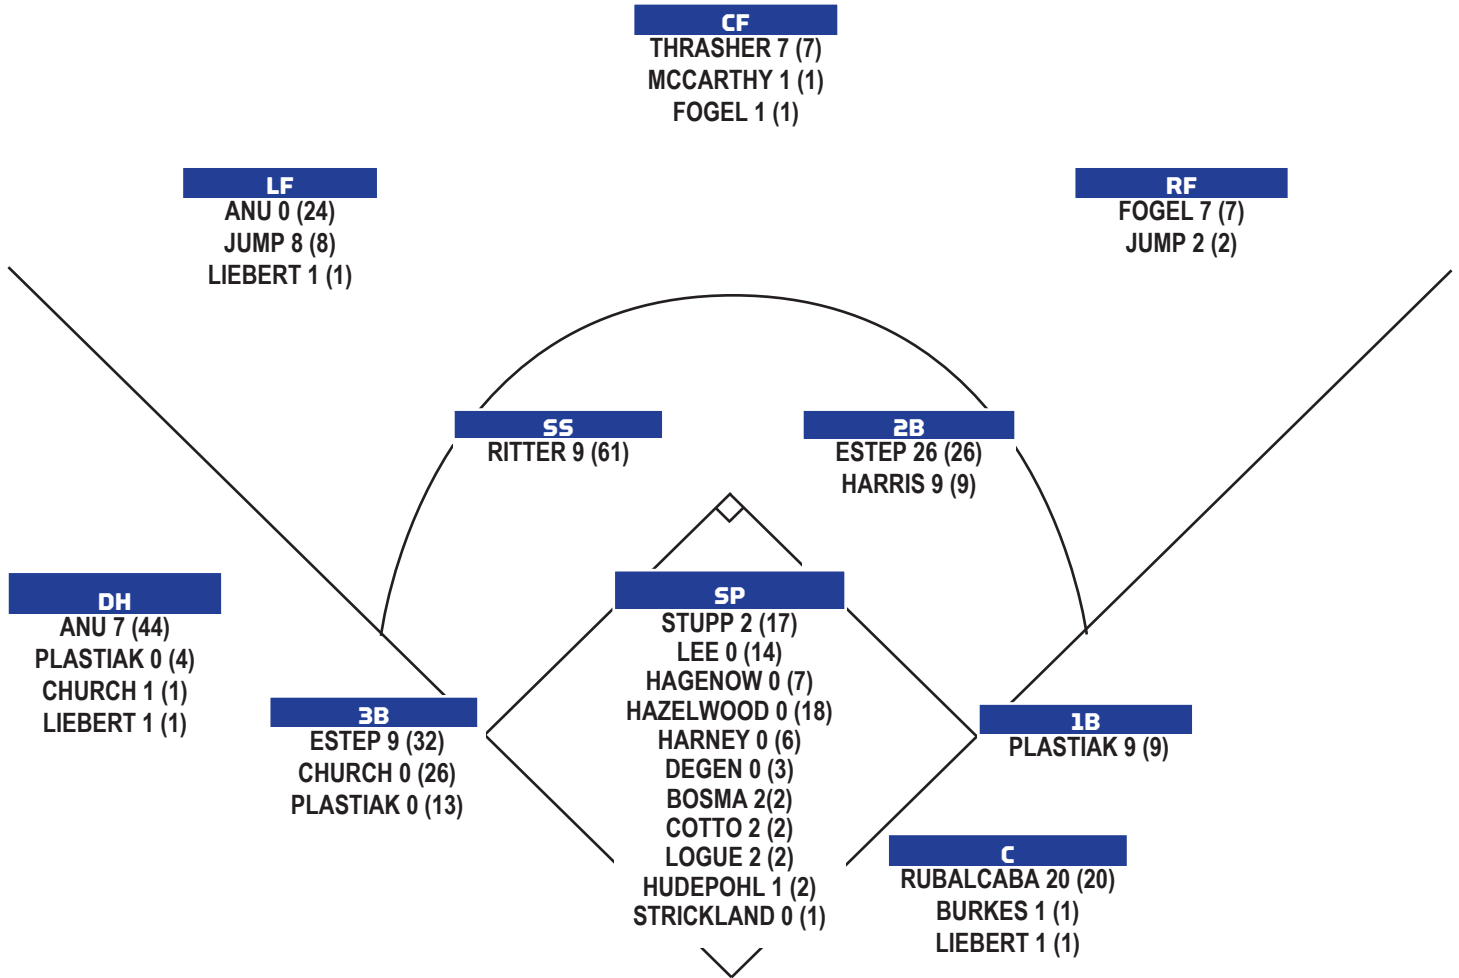 CF
THRASHER 7 (7)
MCCARTHY 1 (1)
FOGEL 1 (1)
LF
ANU 0 (24)
JUMP 8 (8)
LIEBERT 1 (1)
RF
FOGEL 7 (7)
JUMP 2 (2)
SS
RITTER 9 (61)
2B
ESTEP 26 (26)
HARRIS 9 (9)
DH
ANU 7 (44)
PLASTIAK 0 (4)
CHURCH 1 (1)
LIEBERT 1 (1)
3B
ESTEP 9 (32)
CHURCH 0 (26)
PLASTIAK 0 (13)
SP
STUPP 2 (17)
LEE 0 (14)
HAGENOW 0 (7)
HAZELWOOD 0 (18)
HARNEY 0 (6)
DEGEN 0 (3)
BOSMA 2(2)
COTTO 2 (2)
LOGUE 2 (2)
HUDEPOHL 1 (2)
STRICKLAND 0 (1)
1B
PLASTIAK 9 (9)
C
RUBALCABA 20 (20)
BURKES 1 (1)
LIEBERT 1 (1)